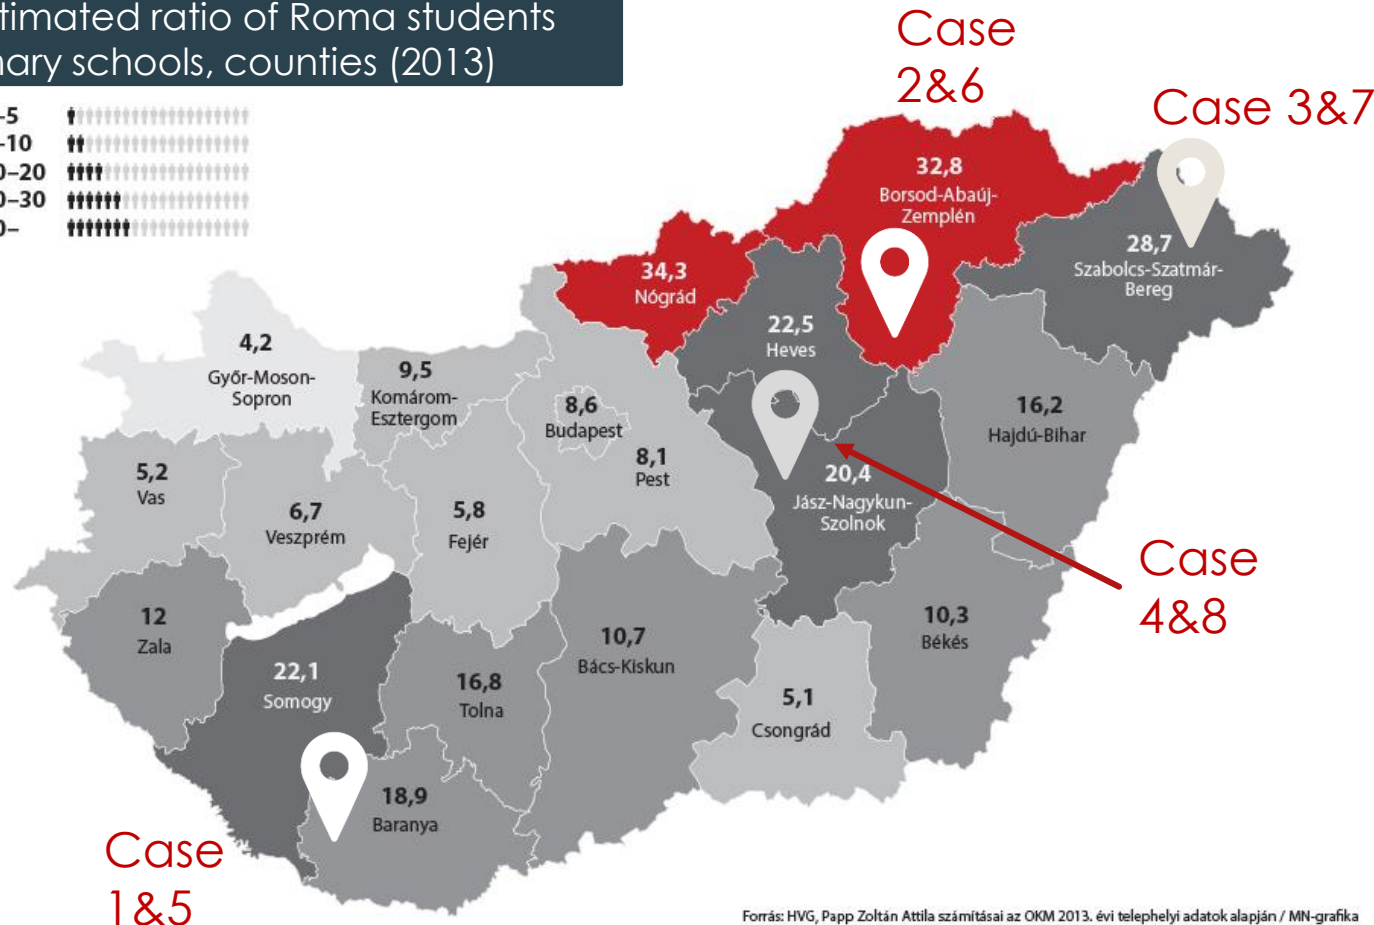 timated ratio of Roma students
nary schools, counties (2013)
-5
-10
0–20
0–30
0–
Case
2&6
Case 3&7
32,8
Borsod-Abaúj-
Zemplén
28,7
Szabolcs-Szatmár-
Bereg
34,3
Nógrád
22,5
Heves
4,2
Győr-Moson-
Sopron
9,5
Komárom-
Esztergom
8,6
Budapest
8,1
Pest
16,2
Hajdú-Bihar
5,2
Vas
6,7
Veszprém
5,8
Fejér
20,4
Jász-Nagykun-
Szolnok
Case
4&8
12
Zala
22,1
Somogy
16,8
Tolna
10,7
Bács-Kiskun
10,3
Békés
5,1
Csongrád
18,9
Baranya
Case
1&5
Forrás: HVG, Papp Zoltán Attila számításai az OKM 2013. évi telephelyi adatok alapján / MN-grafika